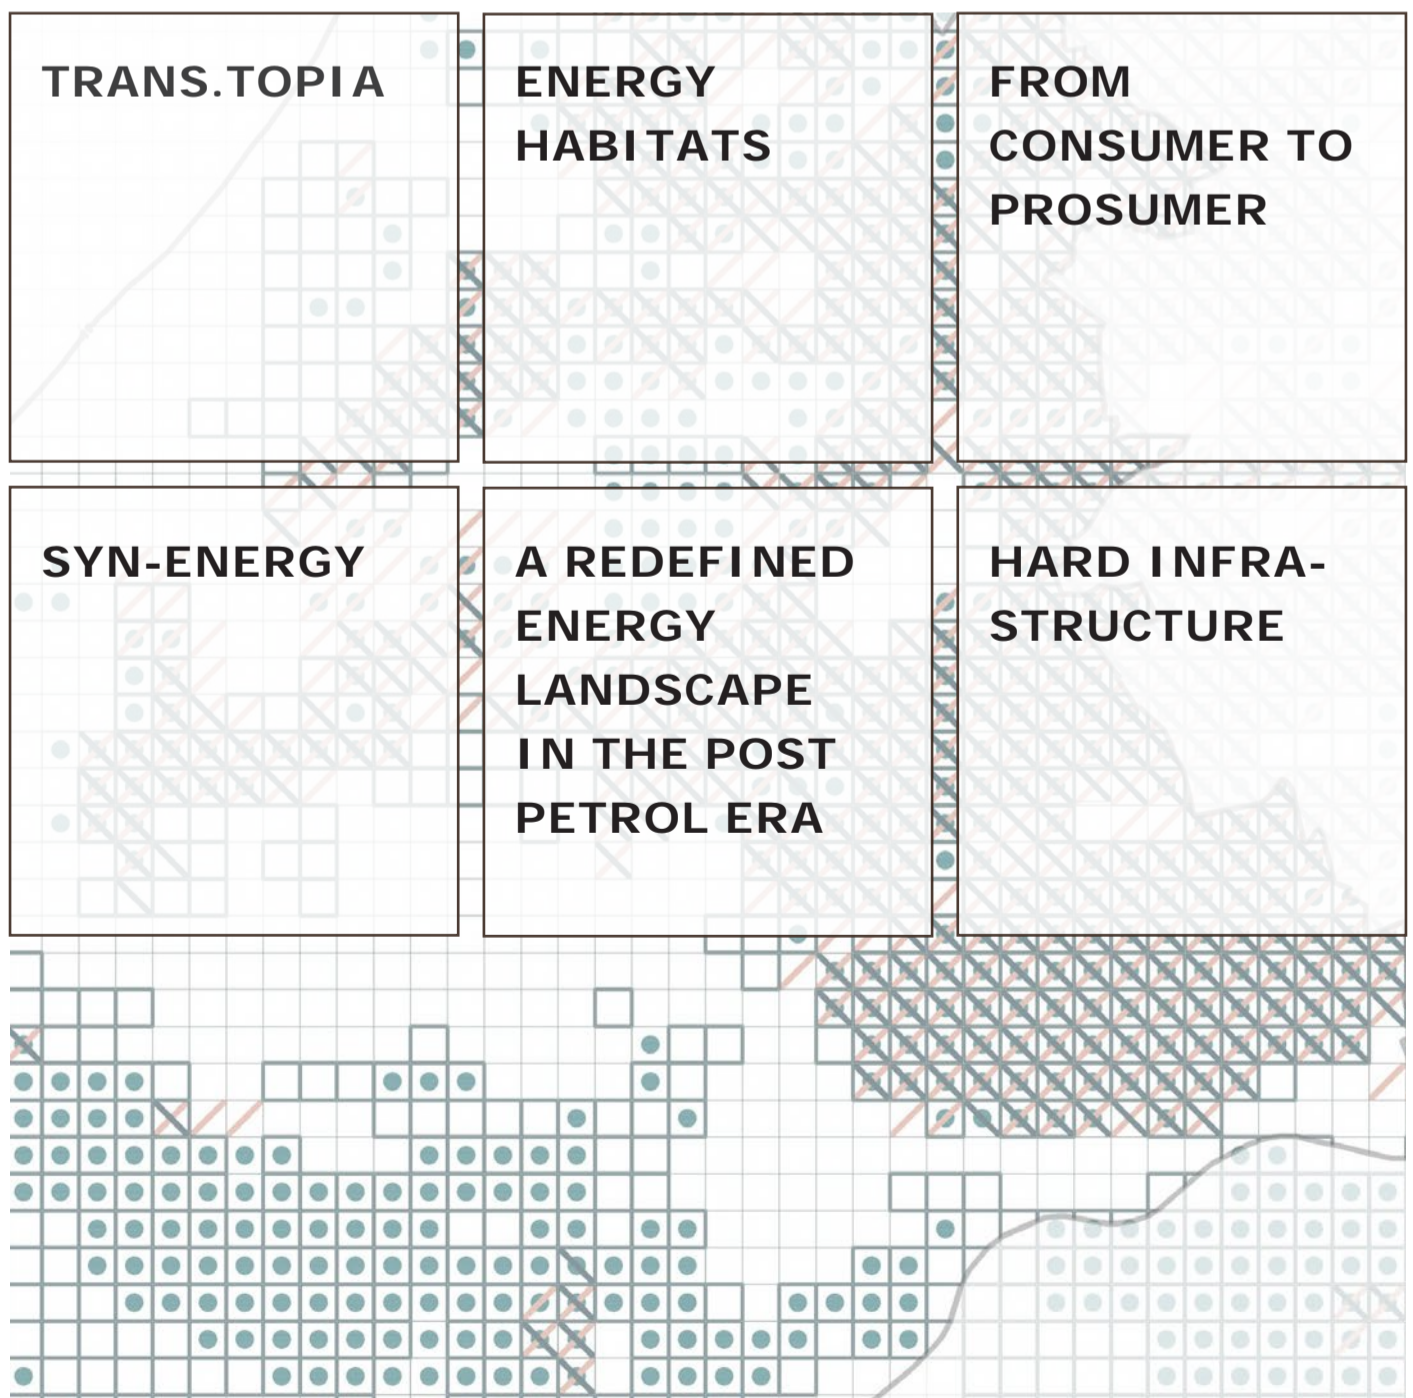 TRANS.TOPIA
ENERGY
HABITATS
FROM
CONSUMER TO
PROSUMER
SYN-ENERGY
A REDEFINED
ENERGY
LANDSCAPE
IN THE POST
PETROL ERA
HARD INFRA-
STRUCTURE